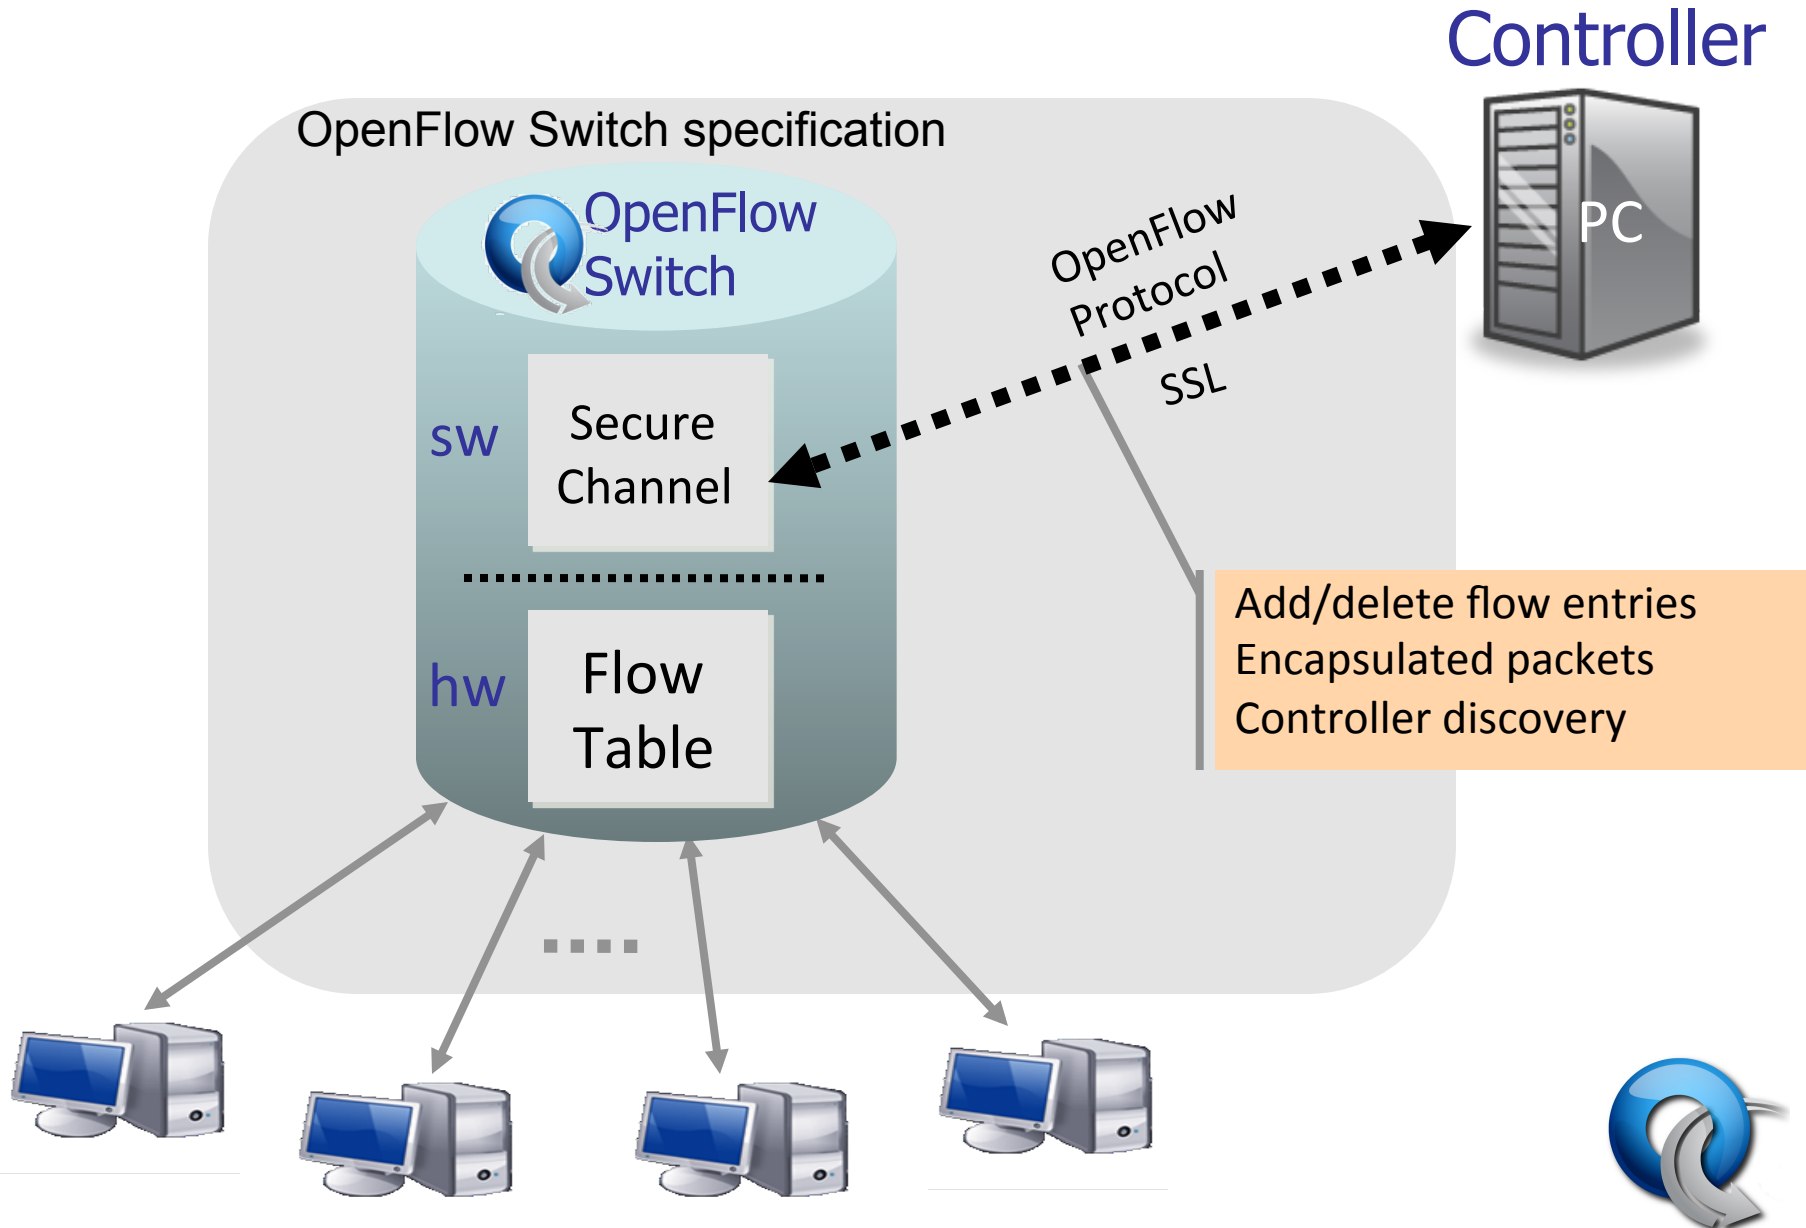 Controller
OpenFlow Switch specification
OpenFlow
Switch
PC
OpenFlow
Protocol
SSL
sw
Secure
Channel
hw
Flow
Table
Add/delete flow entries
Encapsulated packets
Controller discovery